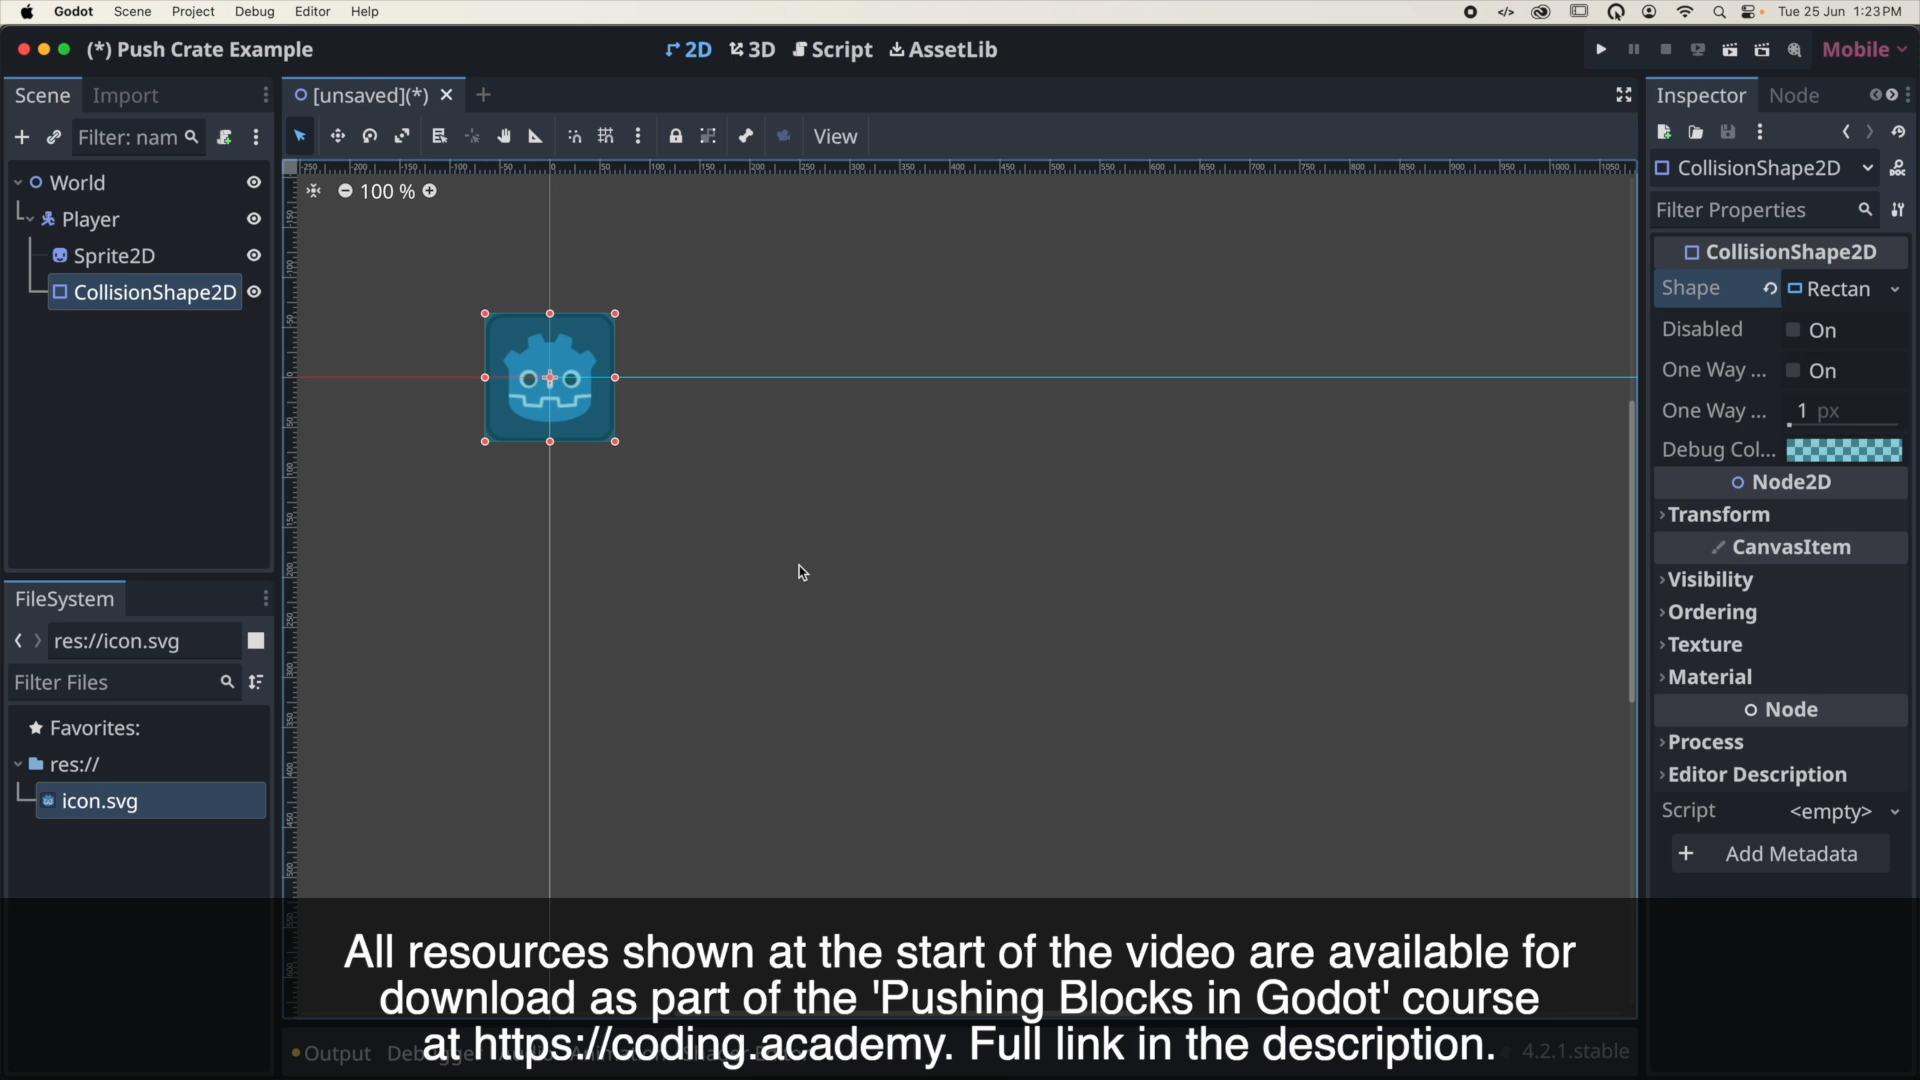 Godot Scene Project Debug Editor Help
Tue 25 Jun 1:23 PM
(*) Push Crate Example
2D 3D Script AssetLib
Mobile
Scene Import
[unsaved](*)
Inspector Node
Filter: nam
View
CollisionShape2D
Filter Properties
World
Player
Sprite2D
CollisionShape2D
100 %
CollisionShape2D
Shape Rectan
Disabled On
One Way ... On
One Way ... 1 px
Debug Col...
Node2D
Transform
CanvasItem
Visibility
Ordering
Texture
Material
Node
Process
Editor Description
Script <empty>
Add Metadata
FileSystem
res://icon.svg
Filter Files
Favorites:
res://
icon.svg
All resources shown at the start of the video are available for
download as part of the 'Pushing Blocks in Godot' course
at https://coding.academy. Full link in the description.
Output
4.2.1.stable